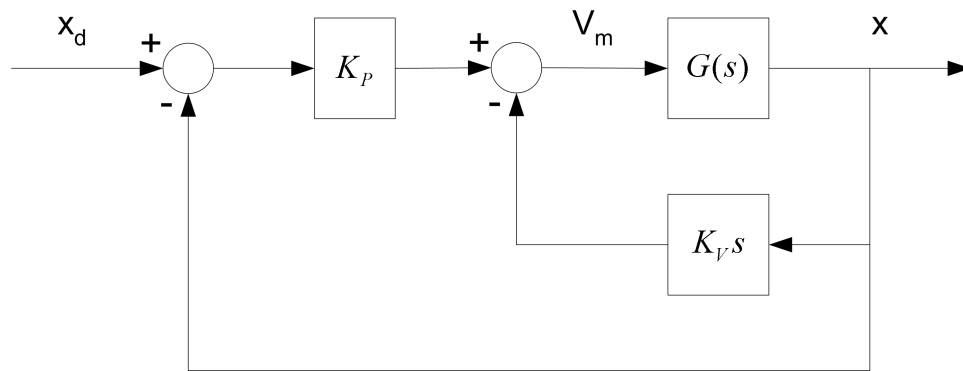 x_d
+
-
K_P
+
-
V_m
G(s)
x
K_V s